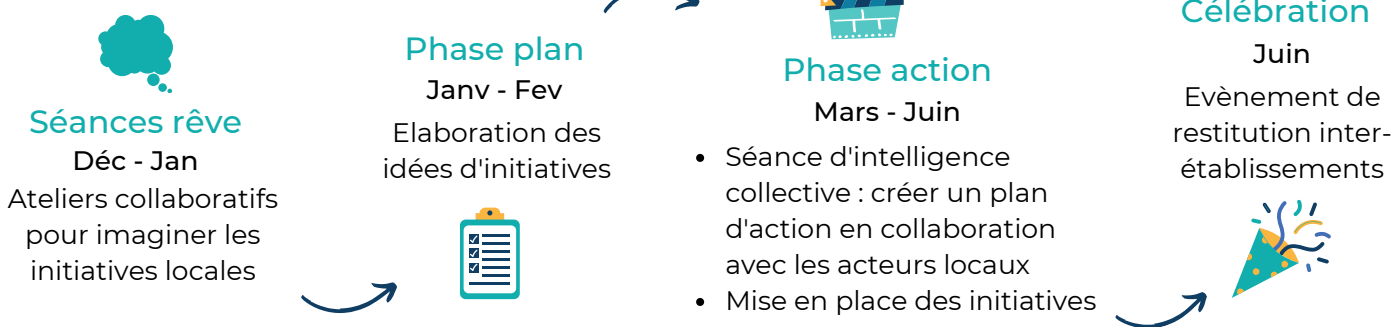 Séances rêve
Déc - Jan
Ateliers collaboratifs
pour imaginer les
initiatives locales
Phase plan
Janv - Fev
Elaboration des
idées d'initiatives
Phase action
Mars - Juin
• Séance d'intelligence
collective : créer un plan
d'action en collaboration
avec les acteurs locaux
• Mise en place des initiatives
Célébration
Juin
Evènement de
restitution inter-
établissements